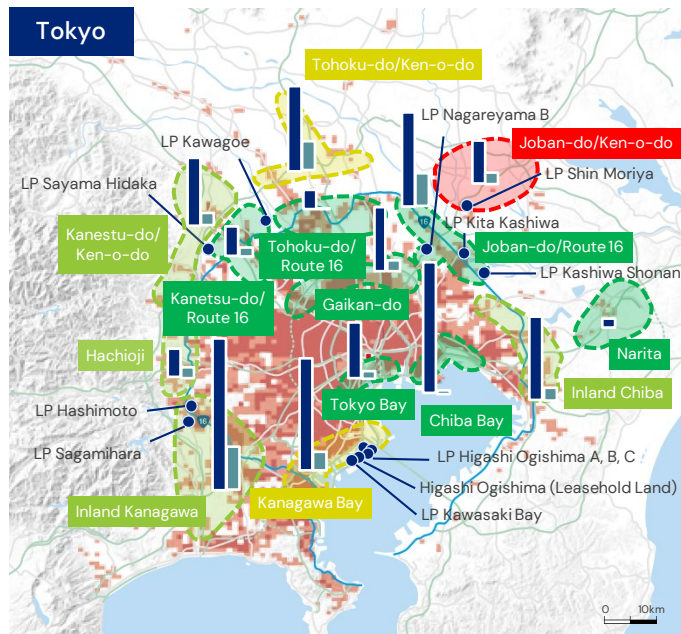 Tokyo
Tohoku-do/Ken-o-do
LP Nagareyama B
LP Kawagoe
Joban-do/Ken-o-do
LP Shin Moriya
LP Sayama Hidaka
16
LP Kita Kashiwa
Kanestu-do/
Ken-o-do
Tohoku-do/
Route 16
Joban-do/Route 16
LP Kashiwa Shonan
Kanetsu-do/
Route 16
Gaikan-do
Hachioji
Narita
Inland Chiba
Tokyo Bay
Chiba Bay
LP Hashimoto
16
LP Sagamihara
LP Higashi Ogishima A, B, C
Higashi Ogishima (Leasehold Land)
Kanagawa Bay
Inland Kanagawa
LP Kawasaki Bay
0 10km